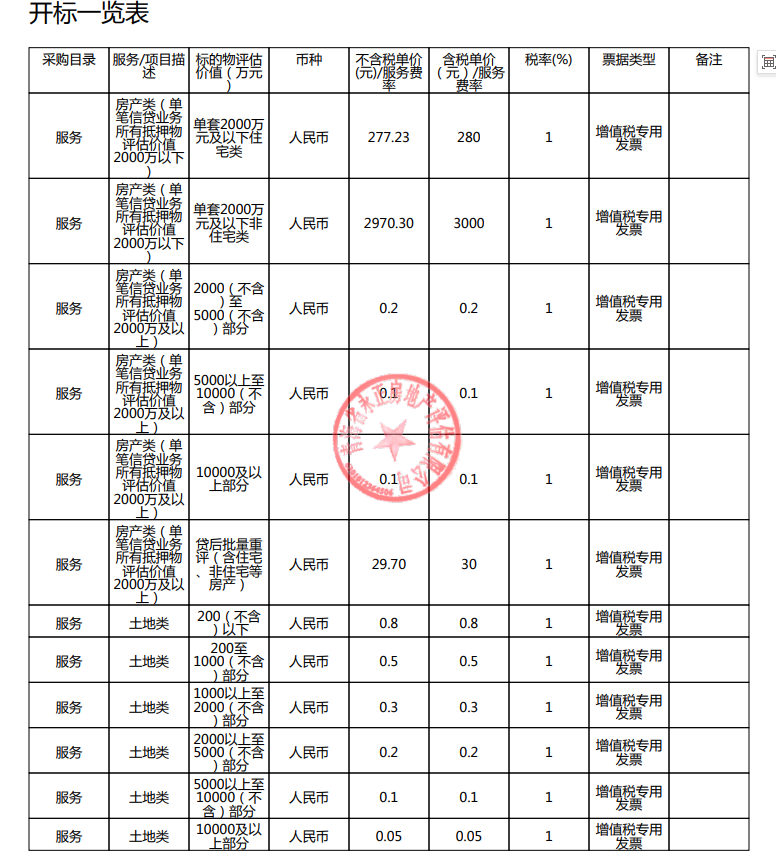 开标一览表
采购目录 服务/项目描述 标的物评估价值（万元） 币种 不含税单价(元)/服务费率 含税单价（元）/服务费率 税率(%) 票据类型 备注
服务 房产类（单笔信贷业务所有抵押物评估价值2000万以下） 单套2000万元及以下住宅类 人民币 277.23 280 1 增值税专用发票
服务 房产类（单笔信贷业务所有抵押物评估价值2000万以下） 单套2000万元及以下非住宅类 人民币 2970.30 3000 1 增值税专用发票
服务 房产类（单笔信贷业务所有抵押物评估价值2000万及以上） 2000（不含）至5000（不含）部分 人民币 0.2 0.2 1 增值税专用发票
服务 房产类（单笔信贷业务所有抵押物评估价值2000万及以上） 5000以上至10000（不含）部分 人民币 0.1 0.1 1 增值税专用发票
服务 房产类（单笔信贷业务所有抵押物评估价值2000万及以上） 10000及以上部分 人民币 0.1 0.1 1 增值税专用发票
服务 房产类（单笔信贷业务所有抵押物评估价值2000万及以上） 贷后批量重评（含住宅、非住宅等房产） 人民币 29.70 30 1 增值税专用发票
服务 土地类 200（不含）以下 人民币 0.8 0.8 1 增值税专用发票
服务 土地类 200至1000（不含）部分 人民币 0.5 0.5 1 增值税专用发票
服务 土地类 1000以上至2000（不含）部分 人民币 0.3 0.3 1 增值税专用发票
服务 土地类 2000以上至5000（不含）部分 人民币 0.2 0.2 1 增值税专用发票
服务 土地类 5000以上至10000（不含）部分 人民币 0.1 0.1 1 增值税专用发票
服务 土地类 10000及以上部分 人民币 0.05 0.05 1 增值税专用发票
青海省永正房地产评估有限公司